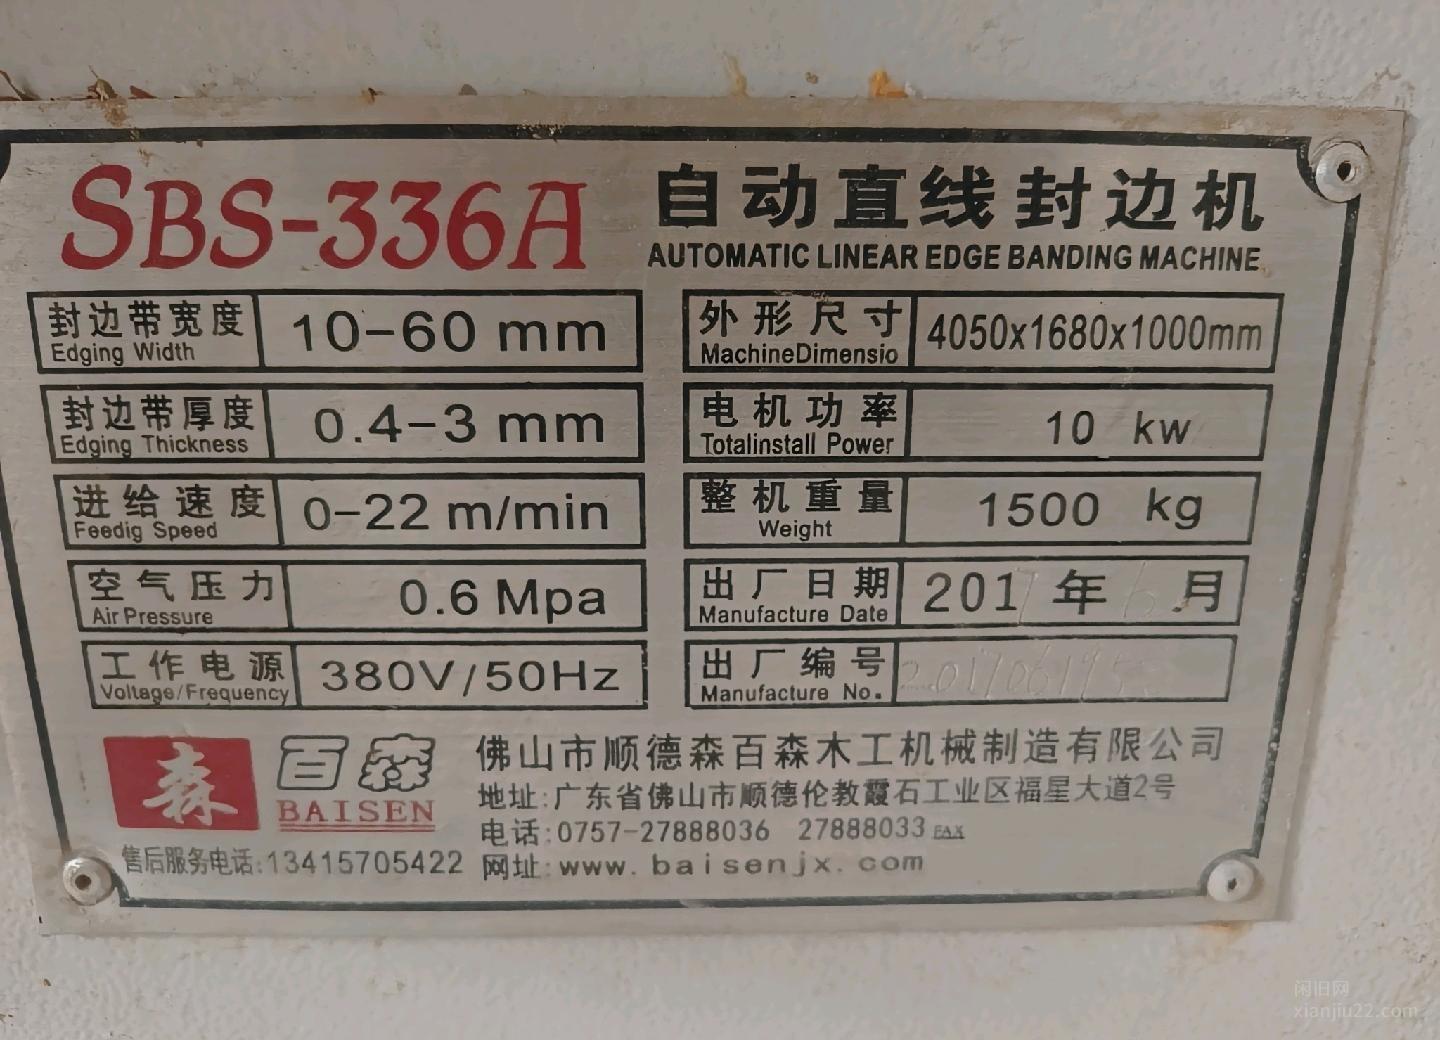 SBS-336A 自动直线封边机
AUTOMATIC LINEAR EDGE BANDING MACHINE
封边带宽度 10-60 mm
Edging Width
外形尺寸 4050x1680x1000mm
MachineDimensio
封边带厚度 0.4-3 mm
Edging Thickness
电机功率 10 kw
Totalinstall Power
进给速度 0-22 m/min
Feedig Speed
整机重量 1500 kg
Weight
空气压力 0.6 Mpa
Air Pressure
出厂日期 2017年6月
Manufacture Date
工作电源 380V/50Hz
Voltage/Frequency
出厂编号
Manufacture No.
森 百森
BAISEN
佛山市顺德森百森木工机械制造有限公司
地址:广东省佛山市顺德伦教霞石工业区福星大道2号
电话:0757-27888036 27888033 FAX
售后服务电话:13415705422
网址:www.baisenjx.com
闲旧网
xianjiu22.com